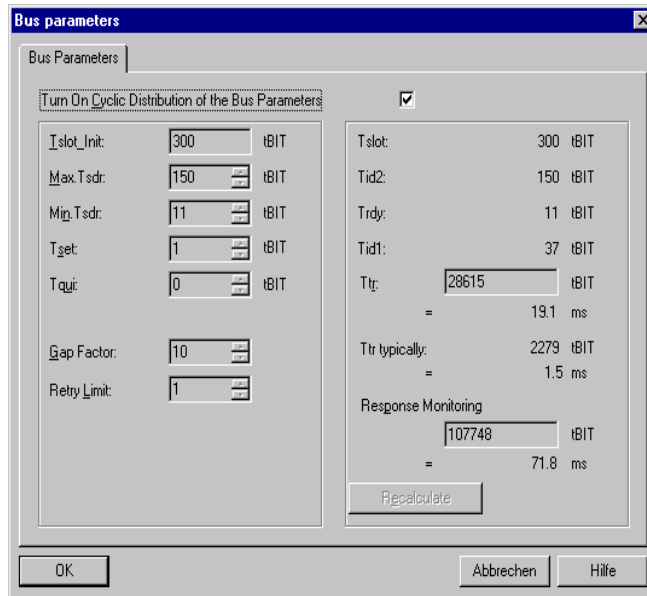 Bus parameters
Bus Parameters
Turn On Cyclic Distribution of the Bus Parameters
Tslot_Init: 300 tBIT
Max.Tsdr: 150 tBIT
Min.Tsdr: 11 tBIT
Tset: 1 tBIT
Tqui: 0 tBIT
Gap Factor: 10
Retry Limit: 1
Tslot: 300 tBIT
Tid2: 150 tBIT
Trdy: 11 tBIT
Tid1: 37 tBIT
Ttr: 28615 tBIT
= 19.1 ms
Ttr typically: 2279 tBIT
= 1.5 ms
Response Monitoring
107748 tBIT
= 71.8 ms
Recalculate
OK Abbrechen Hilfe